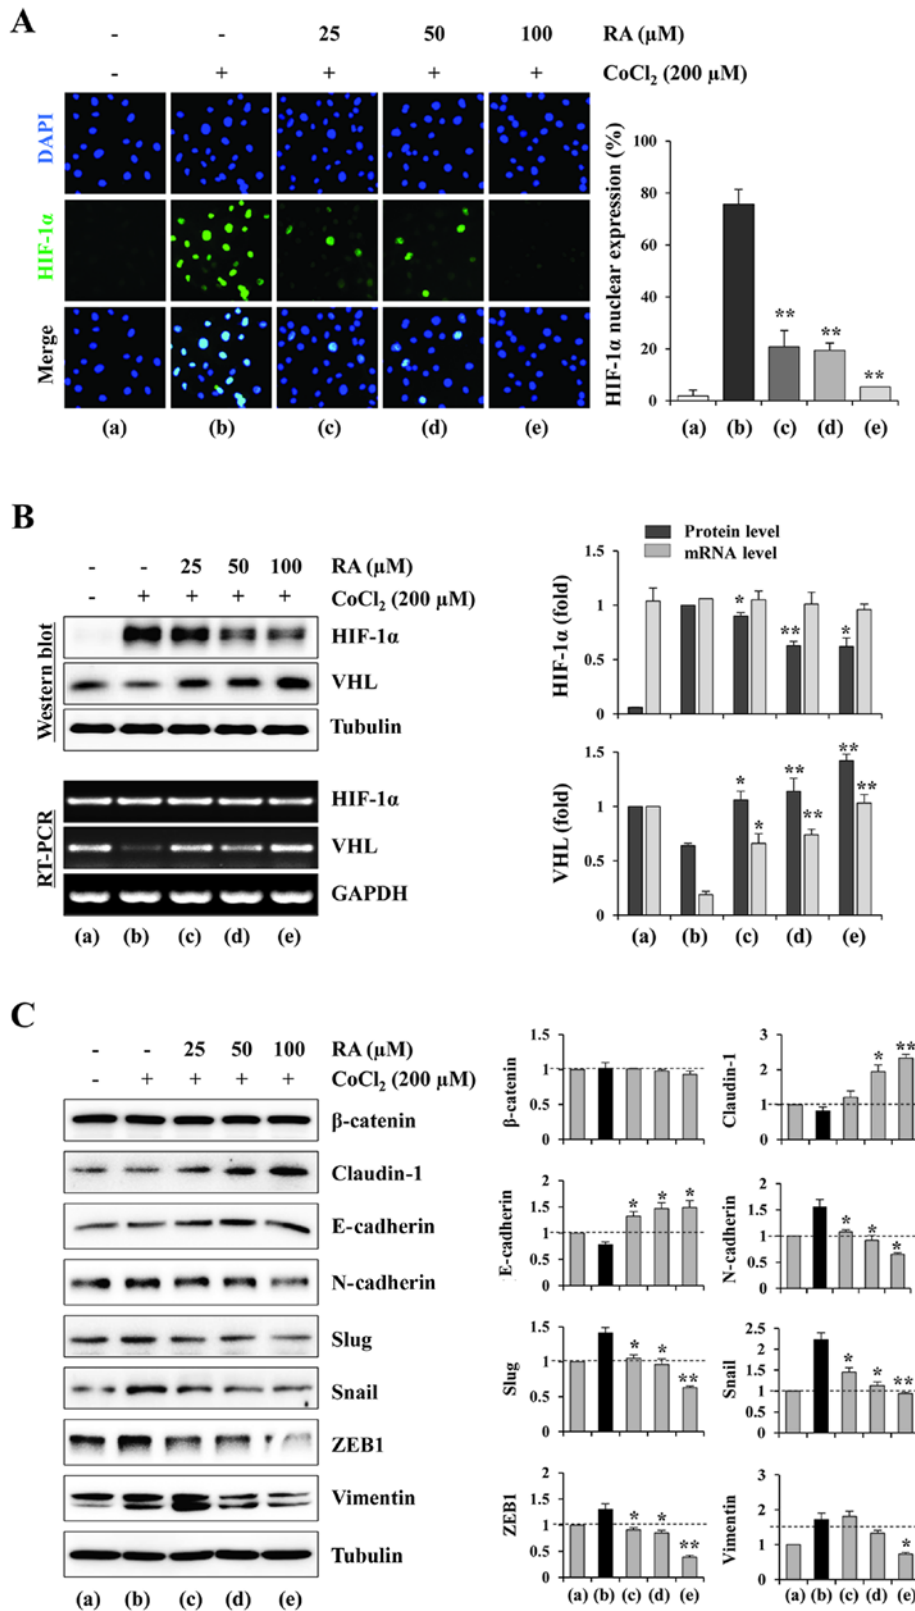 A
- - 25 50 100 RA (µM)
- + + + + CoCl₂ (200 µM)
DAPI
HIF-1α
Merge
(a) (b) (c) (d) (e)
HIF-1α nuclear expression (%)
100
80
60
40
20
0
** ** **
(a) (b) (c) (d) (e)
B
- - 25 50 100 RA (µM)
- + + + + CoCl₂ (200 µM)
Western blot
HIF-1α
VHL
Tubulin
RT-PCR
HIF-1α
VHL
GAPDH
(a) (b) (c) (d) (e)
Protein level
mRNA level
HIF-1α (fold)
1.5
1
0.5
0
* ** *
VHL (fold)
1.5
1
0.5
0
* ** **
* ** **
(a) (b) (c) (d) (e)
C
- - 25 50 100 RA (µM)
- + + + + CoCl₂ (200 µM)
β-catenin
Claudin-1
E-cadherin
N-cadherin
Slug
Snail
ZEB1
Vimentin
Tubulin
(a) (b) (c) (d) (e)
β-catenin
1.5
1
0.5
0
Claudin-1
3
2
1
0
* **
E-cadherin
2
1.5
1
0.5
0
* * *
N-cadherin
2
1.5
1
0.5
0
* * *
Slug
1.5
1
0.5
0
* * **
Snail
2.5
2
1.5
1
0.5
0
* * **
ZEB1
2
1.5
1
0.5
0
* * **
(a) (b) (c) (d) (e)
Vimentin
3
2
1½
1
0
*
(a) (b) (c) (d) (e)